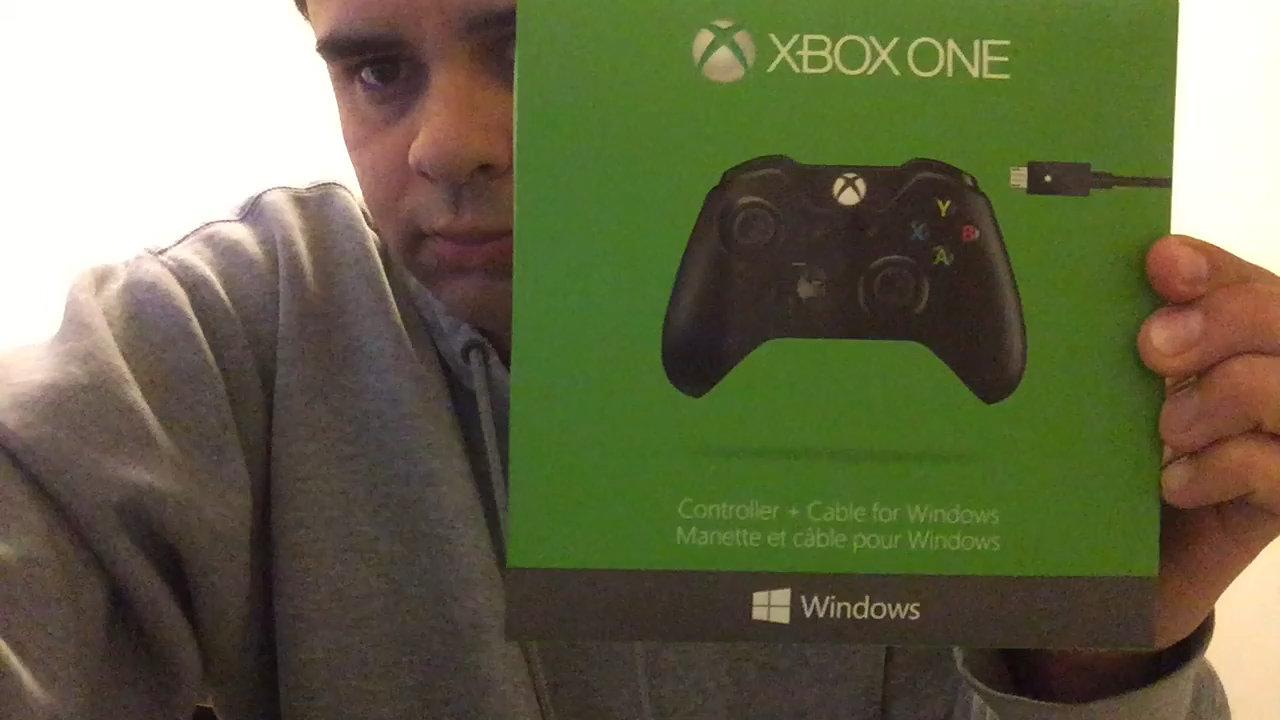 XBOX ONE
Y
X
B
A
Controller + Cable for Windows
Manette et câble pour Windows
Windows